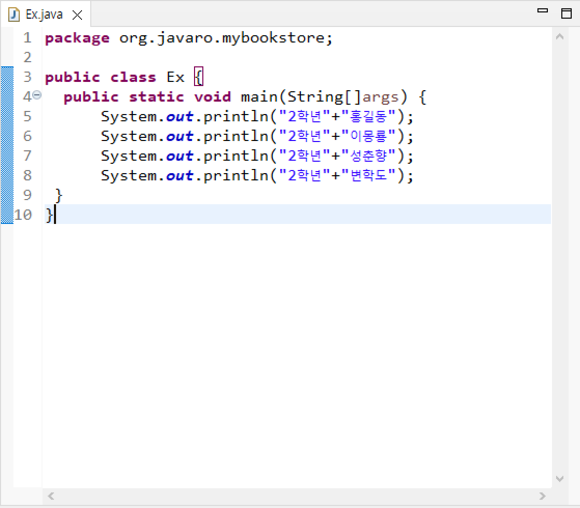 Ex.java
1 package org.javaro.mybookstore;
2
3 public class Ex {
4 public static void main(String[]args) {
5 System.out.println("2학년"+"홍길동");
6 System.out.println("2학년"+"이몽룡");
7 System.out.println("2학년"+"성춘향");
8 System.out.println("2학년"+"변학도");
9 }
10 }